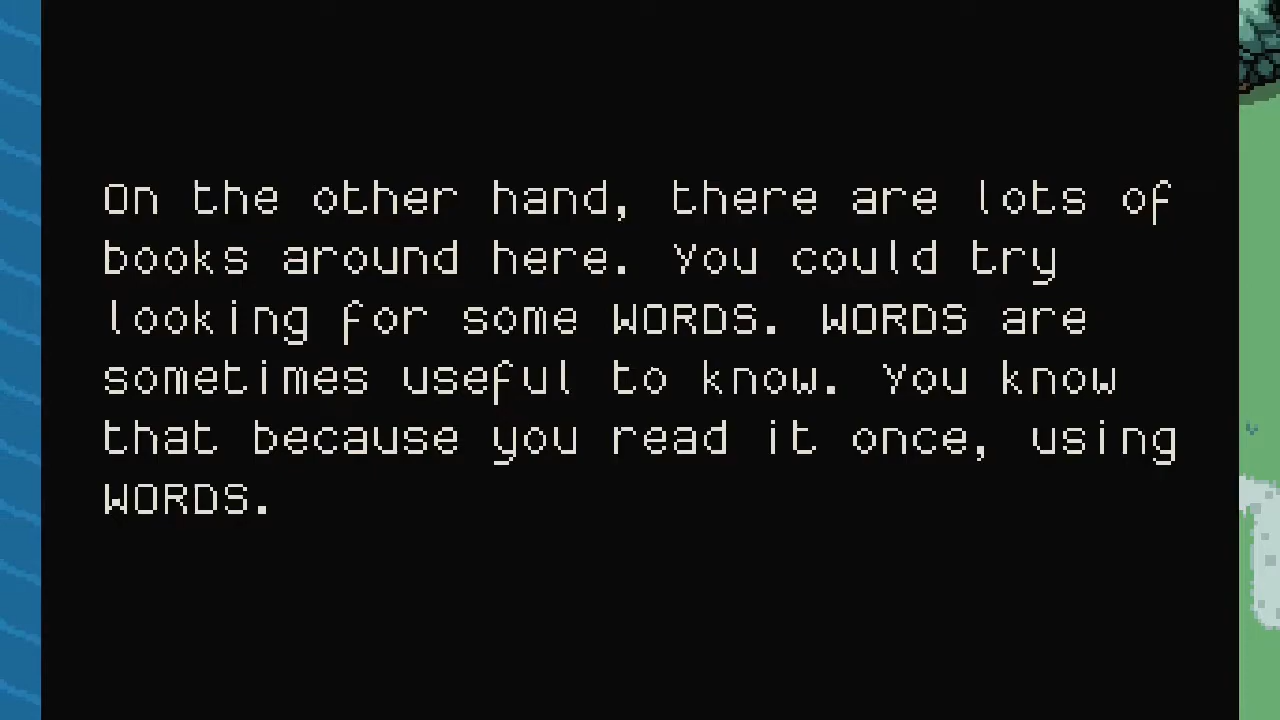 On the other hand, there are lots of
books around here. You could try
looking for some WORDS. WORDS are
sometimes useful to know. You know
that because you read it once, using
WORDS.